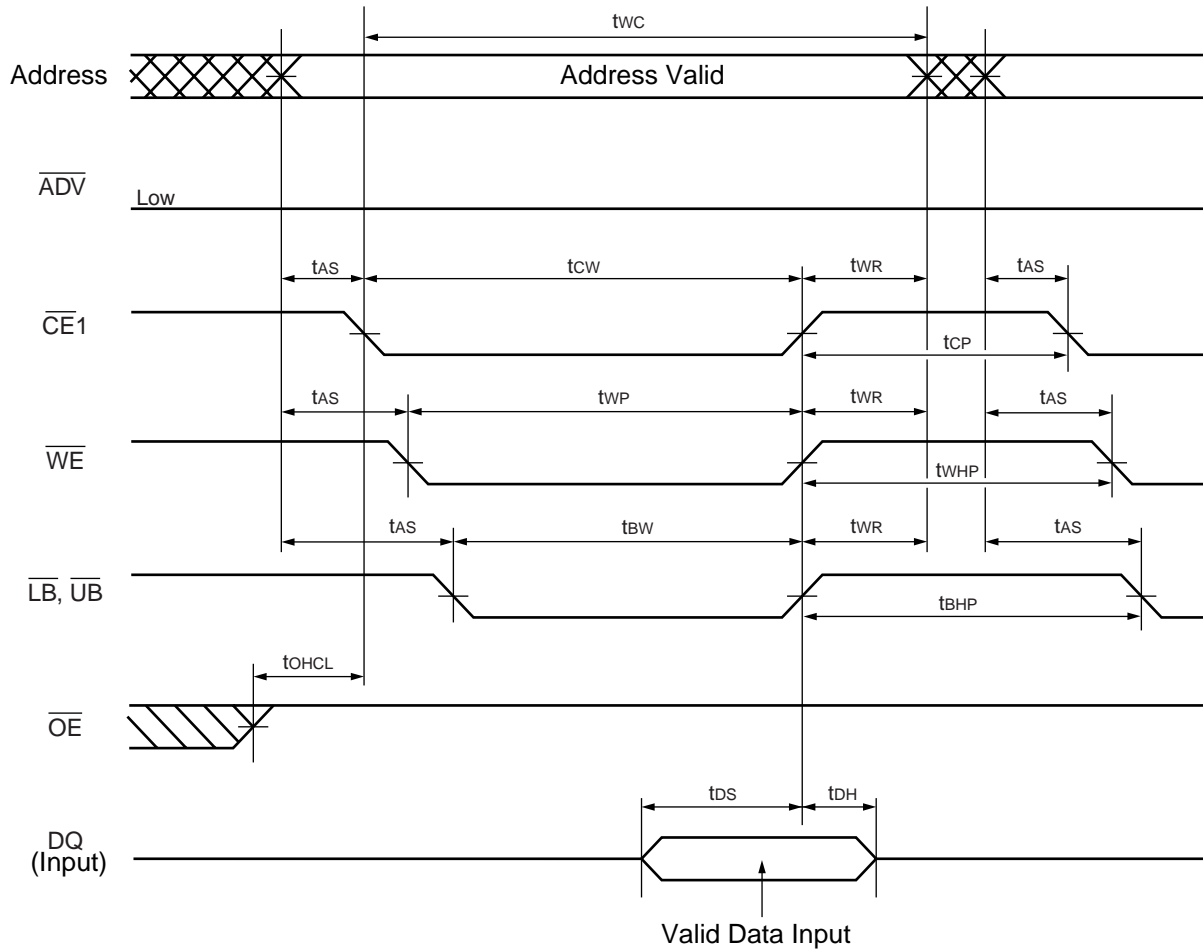 tWC
Address
Address Valid
ADV
Low
tAS
tCW
tWR
tAS
CE1
tCP
tAS
tWP
tWR
tAS
WE
tWHP
tAS
tBW
tWR
tAS
LB, UB
tBHP
tOHCL
OE
tDS
tDH
DQ
(Input)
Valid Data Input